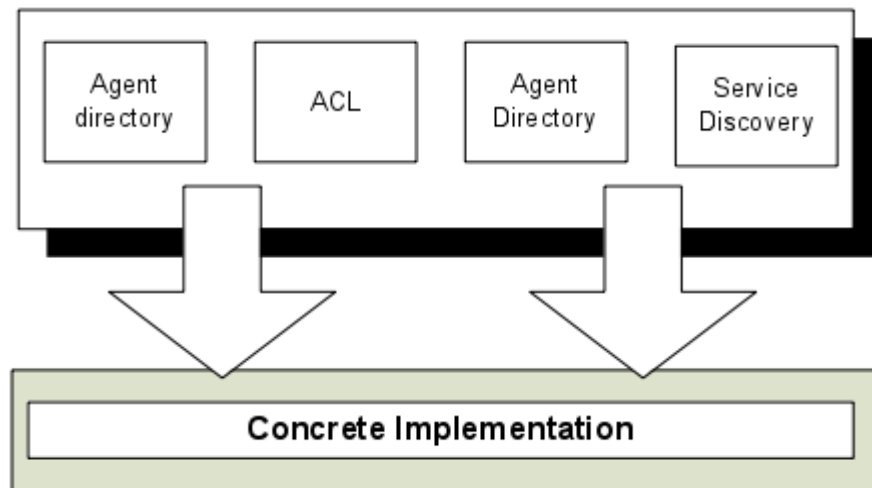 Agent
directory
ACL
Agent
Directory
Service
Discovery
Concrete Implementation